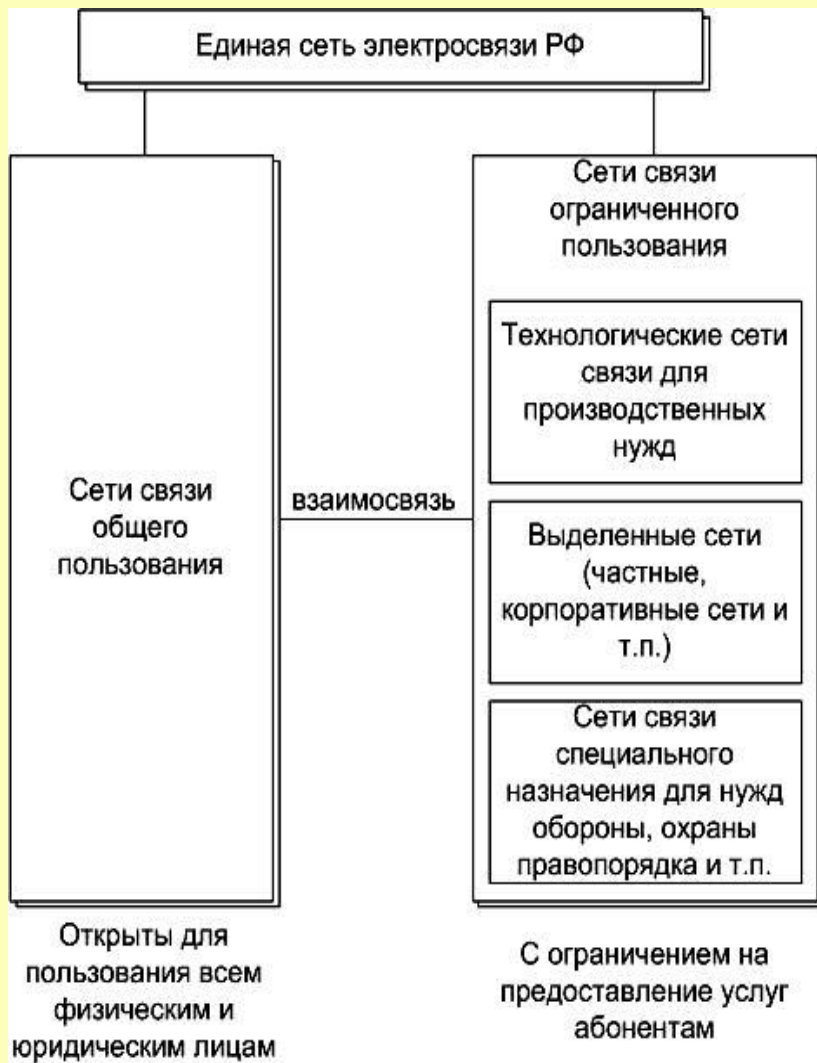 Единая сеть электросвязи РФ
Сети связи
общего
пользования
взаимосвязь
Сети связи
ограниченного
пользования
Технологические сети
связи для
производственных
нужд
Выделенные сети
(частные,
корпоративные сети и
т.п.)
Сети связи
специального
назначения для нужд
обороны, охраны
правопорядка и т.п.
Открыты для
пользования всем
физическим и
юридическим лицам
С ограничением на
предоставление услуг
абонентам